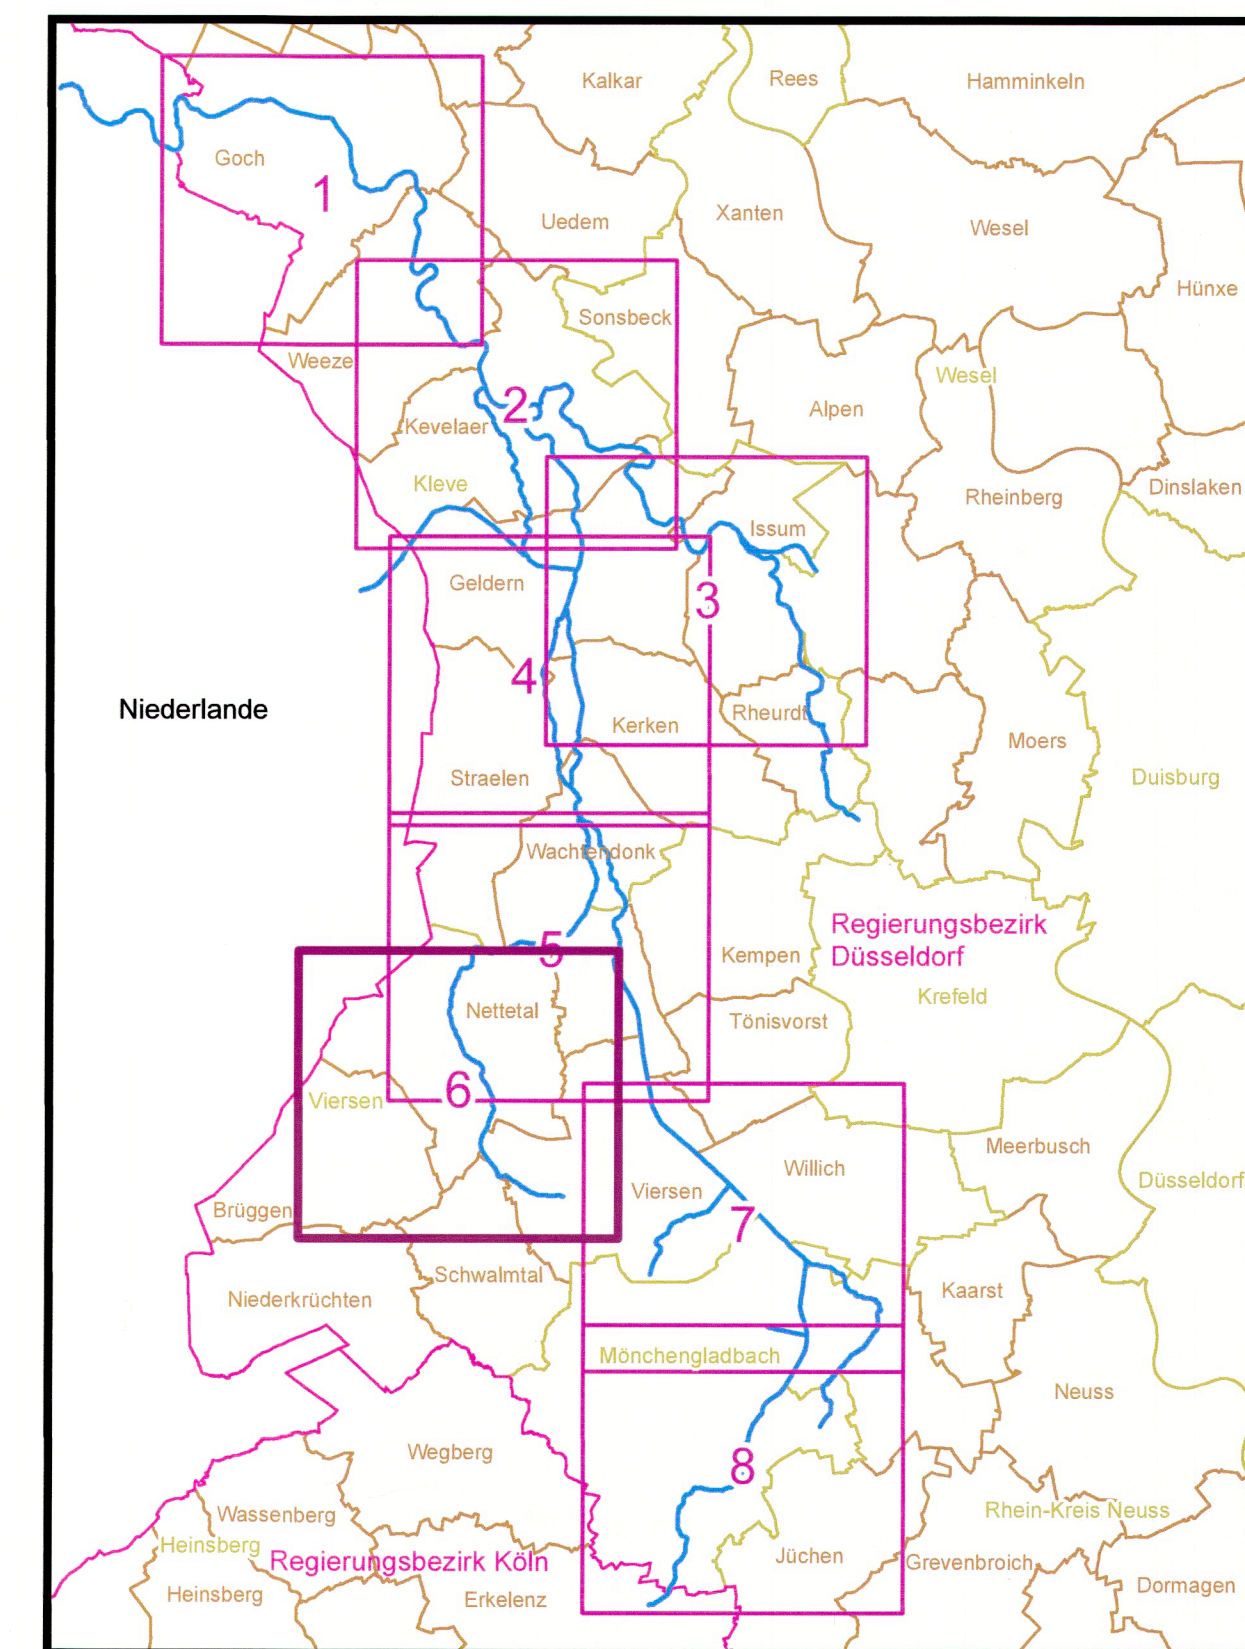 Kalkar
Rees
Hamminkeln
Goch
1
Uedem
Xanten
Wesel
Hünxe
Sonsbeck
Weeze
Wesel
2
Alpen
Kevelaer
Kleve
Rheinberg
Dinslaken
Issum
Geldern
3
4
Niederlande
Kerken
Rheurdt
Moers
Straelen
Duisburg
Wachtendonk
Regierungsbezirk
Düsseldorf
5
Kempen
Krefeld
Nettetal
Tönisvorst
6
Viersen
Meerbusch
Willich
Düsseldorf
Viersen
Brüggen
7
Schwalmtal
Kaarst
Niederkrüchten
Mönchengladbach
Neuss
Wegberg
8
Wassenberg
Rhein-Kreis Neuss
Heinsberg
Regierungsbezirk Köln
Jüchen
Grevenbroich
Dormagen
Heinsberg
Erkelenz